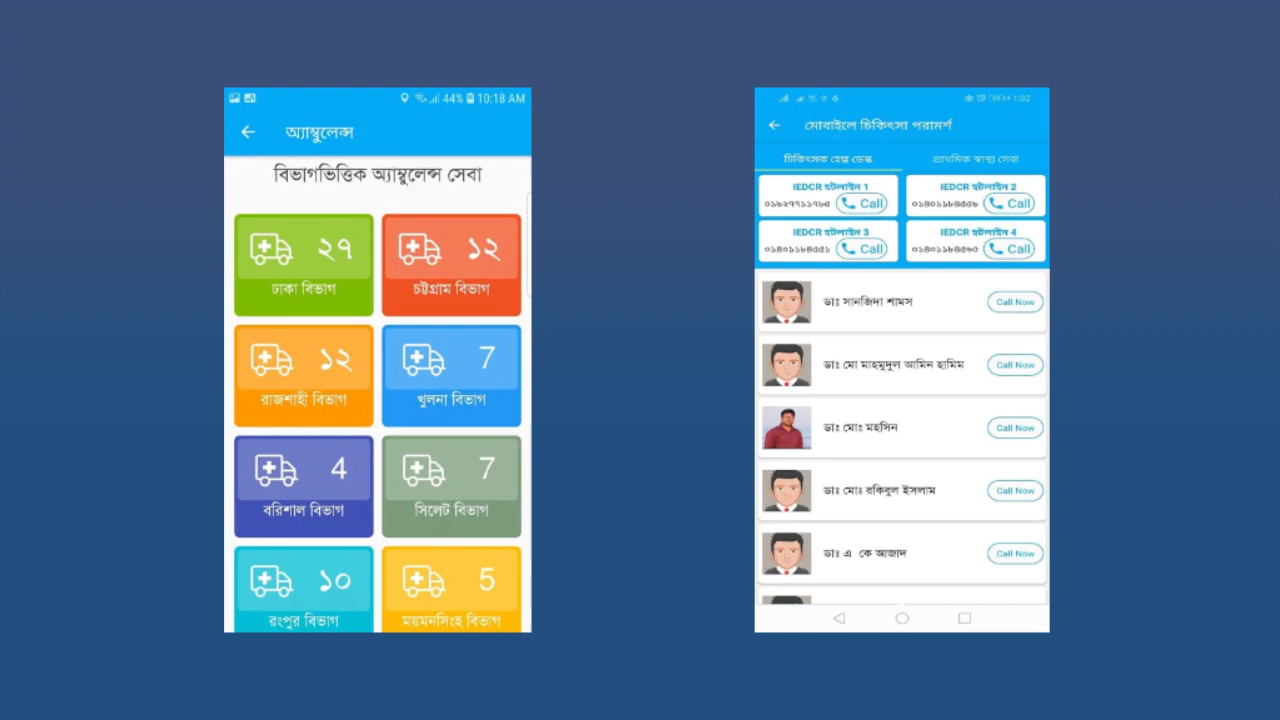 44% 10:18 AM
অ্যাম্বুলেন্স
বিভাগভিত্তিক অ্যাম্বুলেন্স সেবা
২৭
ঢাকা বিভাগ
১২
চট্টগ্রাম বিভাগ
১২
রাজশাহী বিভাগ
7
খুলনা বিভাগ
4
বরিশাল বিভাগ
7
সিলেট বিভাগ
১০
রংপুর বিভাগ
5
ময়মনসিংহ বিভাগ
1:02
মোবাইলে চিকিৎসা পরামর্শ
চিকিৎসক হেল্প ডেস্ক
প্রাথমিক স্বাস্থ্য সেবা
IEDCR হটলাইন 1
Call
IEDCR হটলাইন 2
Call
IEDCR হটলাইন 3
০১৪০১১৮৪৫৫১ Call
IEDCR হটলাইন 4
Call
ডাঃ সানজিদা শামস Call Now
ডাঃ মো মাহমুদুল আমিন হামিম Call Now
ডাঃ মোঃ মহসিন Call Now
ডাঃ মোঃ রকিবুল ইসলাম Call Now
ডাঃ এ কে আজাদ Call Now